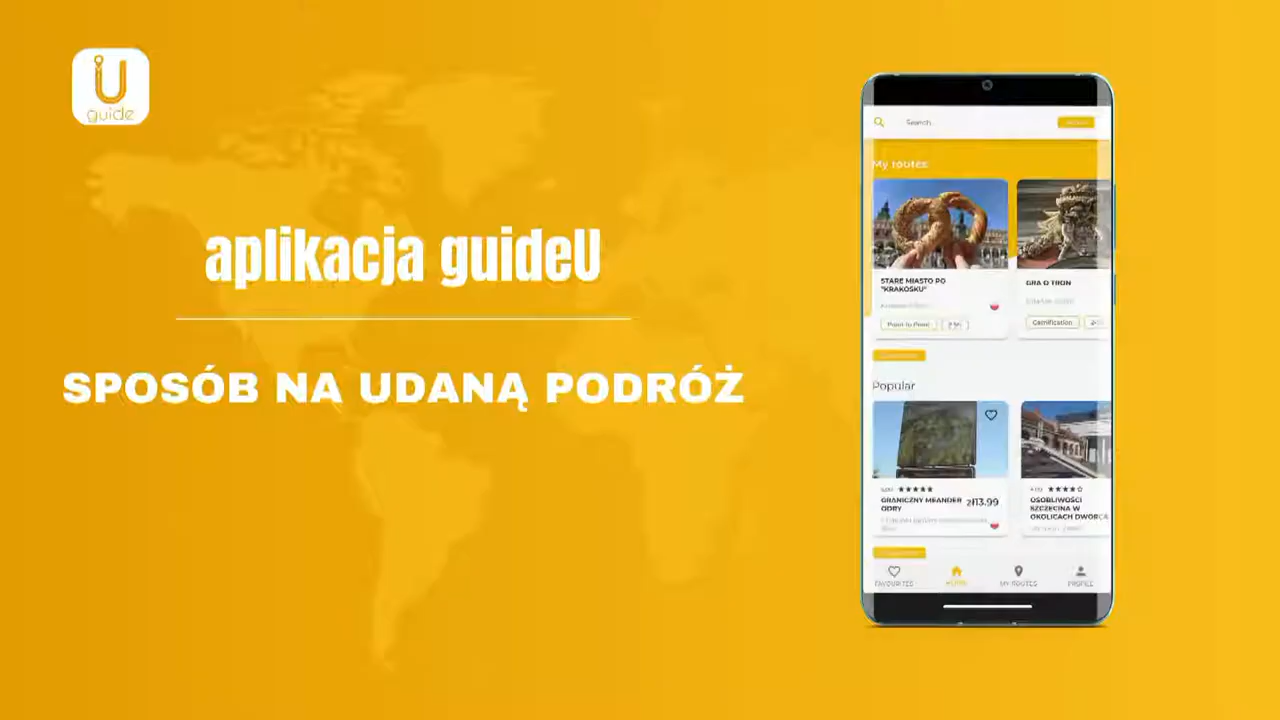 U
guide
aplikacja guideU
SPOSÓB NA UDANĄ PODRÓŻ
Search...
My routes
STARE MIASTO PO
"KRAKOSKU"
GRA O TRON
Point to Point
Gamification
Popular
GRANICZNY MEANDER
ODRY
zł13.99
OSOBLIWOŚCI
SZCZECINA W
OKOLICACH DWORCA
FAVOURITES
HOME
MY ROUTES
PROFILE